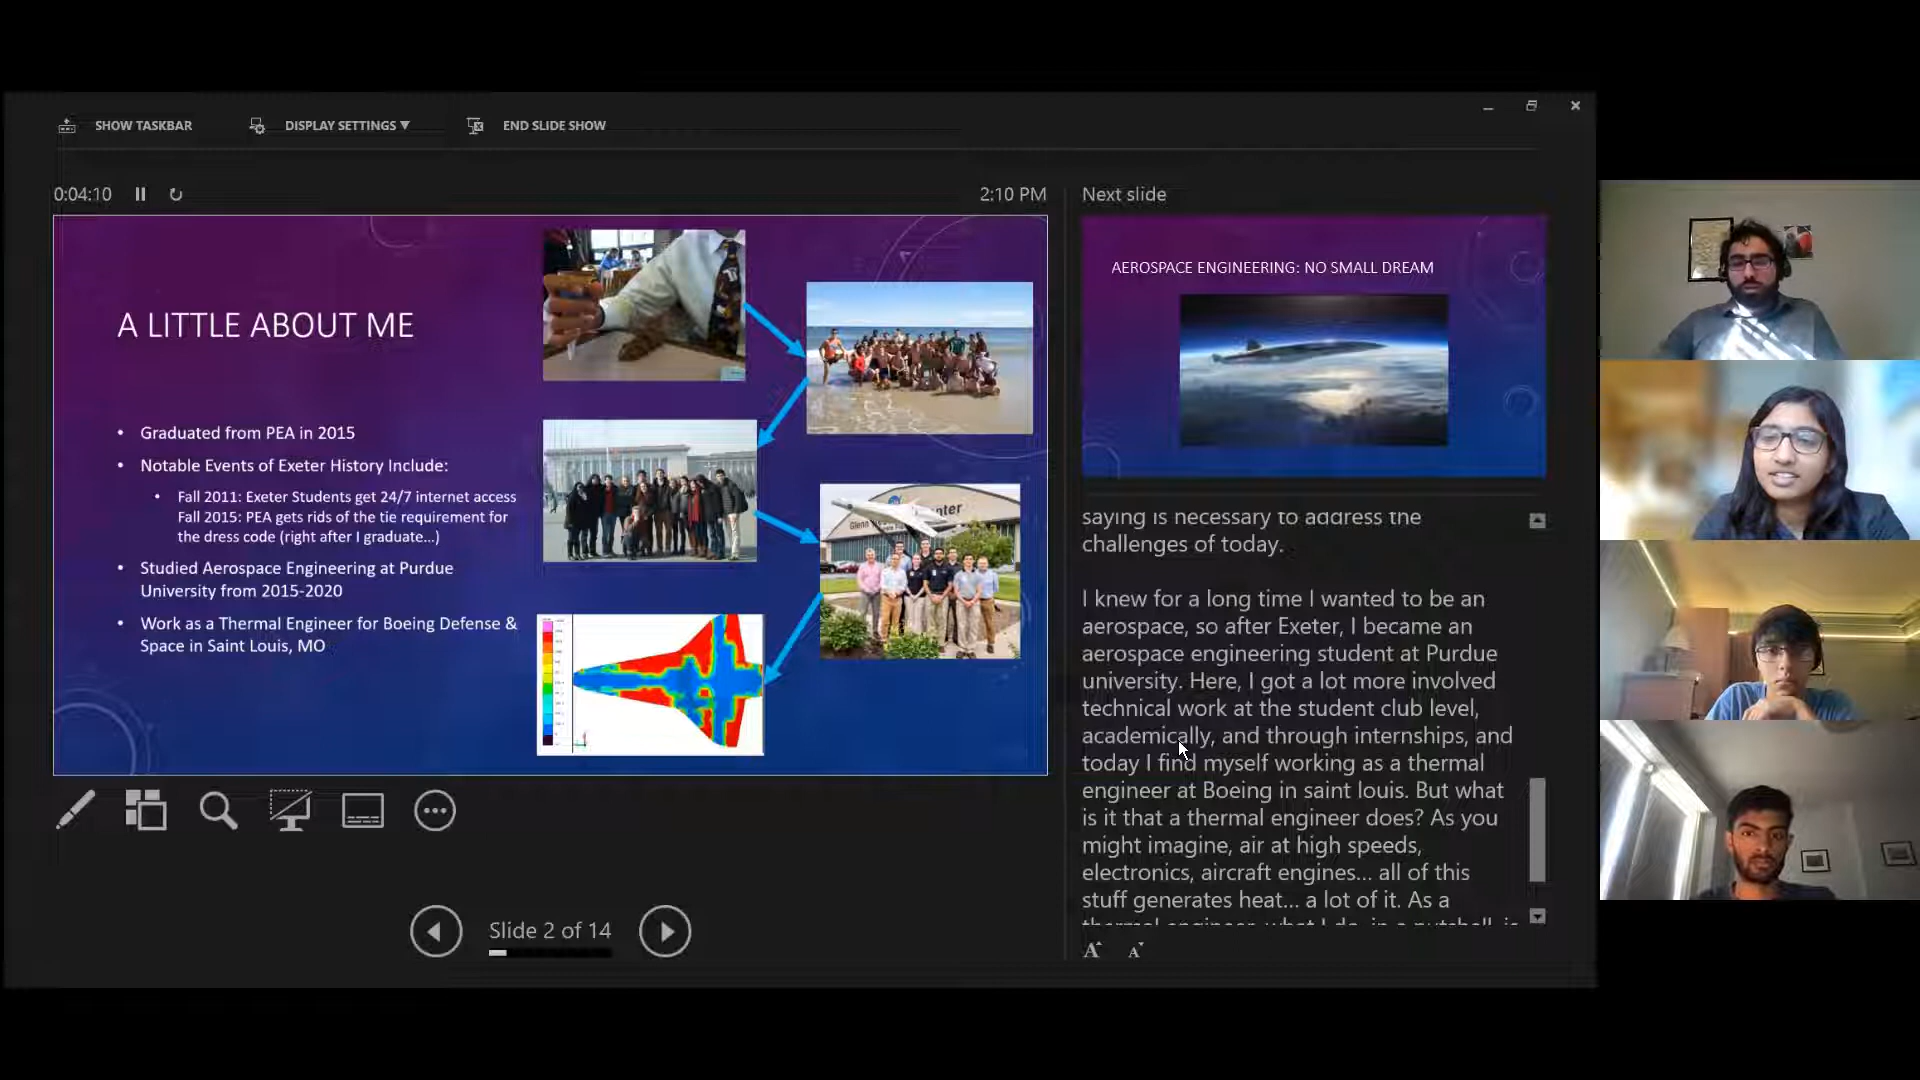 SHOW TASKBAR
DISPLAY SETTINGS ▼
END SLIDE SHOW
0:04:10
2:10 PM
Next slide
A LITTLE ABOUT ME
• Graduated from PEA in 2015
• Notable Events of Exeter History Include:
• Fall 2011: Exeter Students get 24/7 internet access
Fall 2015: PEA gets rids of the tie requirement for
the dress code (right after I graduate...)
• Studied Aerospace Engineering at Purdue
University from 2015-2020
• Work as a Thermal Engineer for Boeing Defense &
Space in Saint Louis, MO
Glenn
AEROSPACE ENGINEERING: NO SMALL DREAM
saying is necessary to address the
challenges of today.
I knew for a long time I wanted to be an
aerospace, so after Exeter, I became an
aerospace engineering student at Purdue
university. Here, I got a lot more involved
technical work at the student club level,
academically, and through internships, and
today I find myself working as a thermal
engineer at Boeing in saint louis. But what
is it that a thermal engineer does? As you
might imagine, air at high speeds,
electronics, aircraft engines... all of this
stuff generates heat... a lot of it. As a
thermal engineer, what I do, in a nutshell, is
Slide 2 of 14
A A